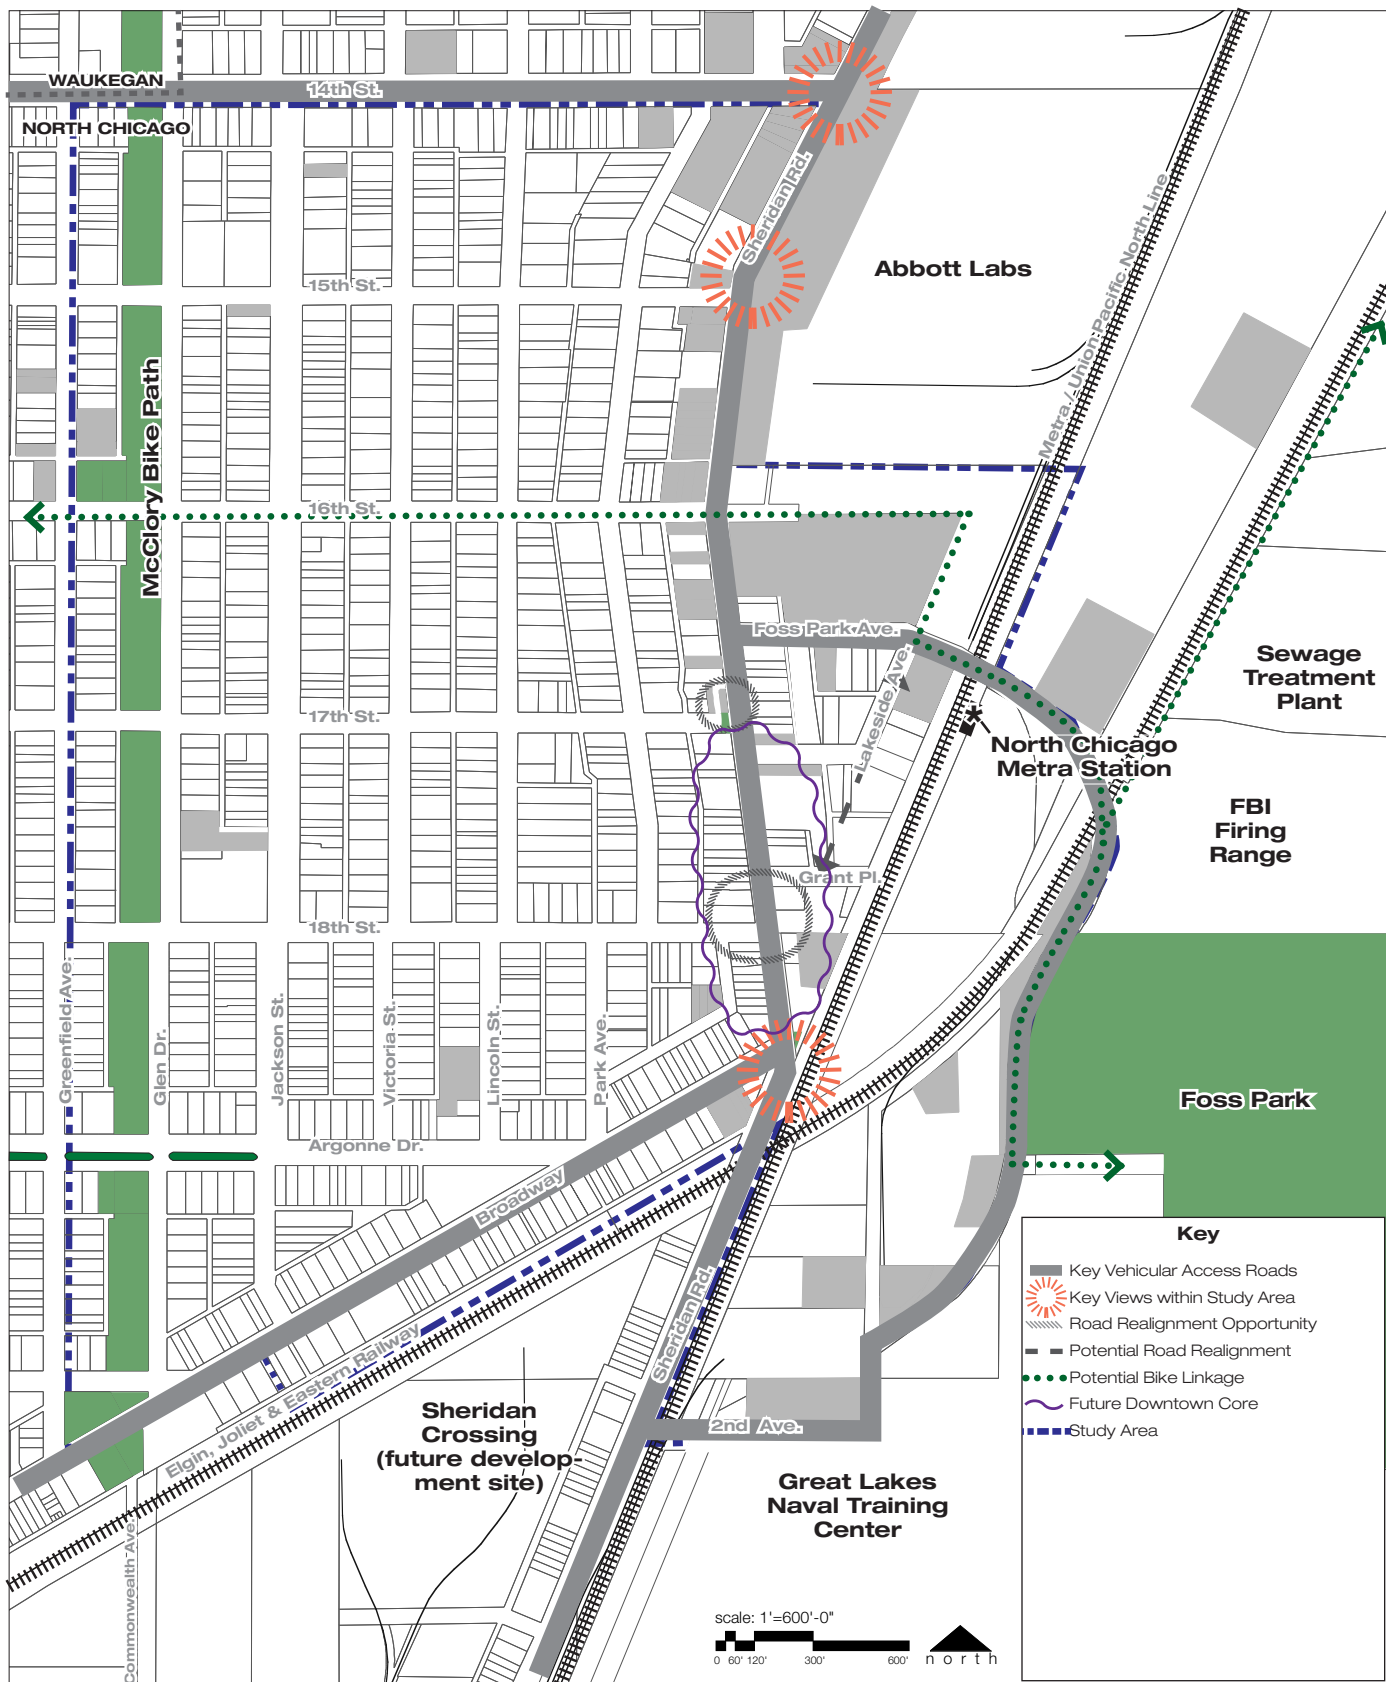 WAUKEGAN
14th St.
NORTH CHICAGO
Sheridan Rd.
Metra / Union Pacific North Line
Abbott Labs
15th St.
McClory Bike Path
16th St.
Foss Park Ave.
Lakeside Ave.
Sewage
Treatment
Plant
17th St.
*
North Chicago
Metra Station
FBI
Firing
Range
Grant Pl.
18th St.
Greenfield Ave.
Glen Dr.
Jackson St.
Victoria St.
Lincoln St.
Park Ave.
Foss Park
Argonne Dr.
Broadway
Key
Key Vehicular Access Roads
Key Views within Study Area
Road Realignment Opportunity
Potential Road Realignment
Potential Bike Linkage
Future Downtown Core
Study Area
Sheridan Rd.
Elgin, Joliet & Eastern Railway
Sheridan
Crossing
(future develop-
ment site)
2nd Ave.
Great Lakes
Naval Training
Center
Commonwealth Ave.
scale: 1'=600'-0"
0 60' 120' 300' 600'
north